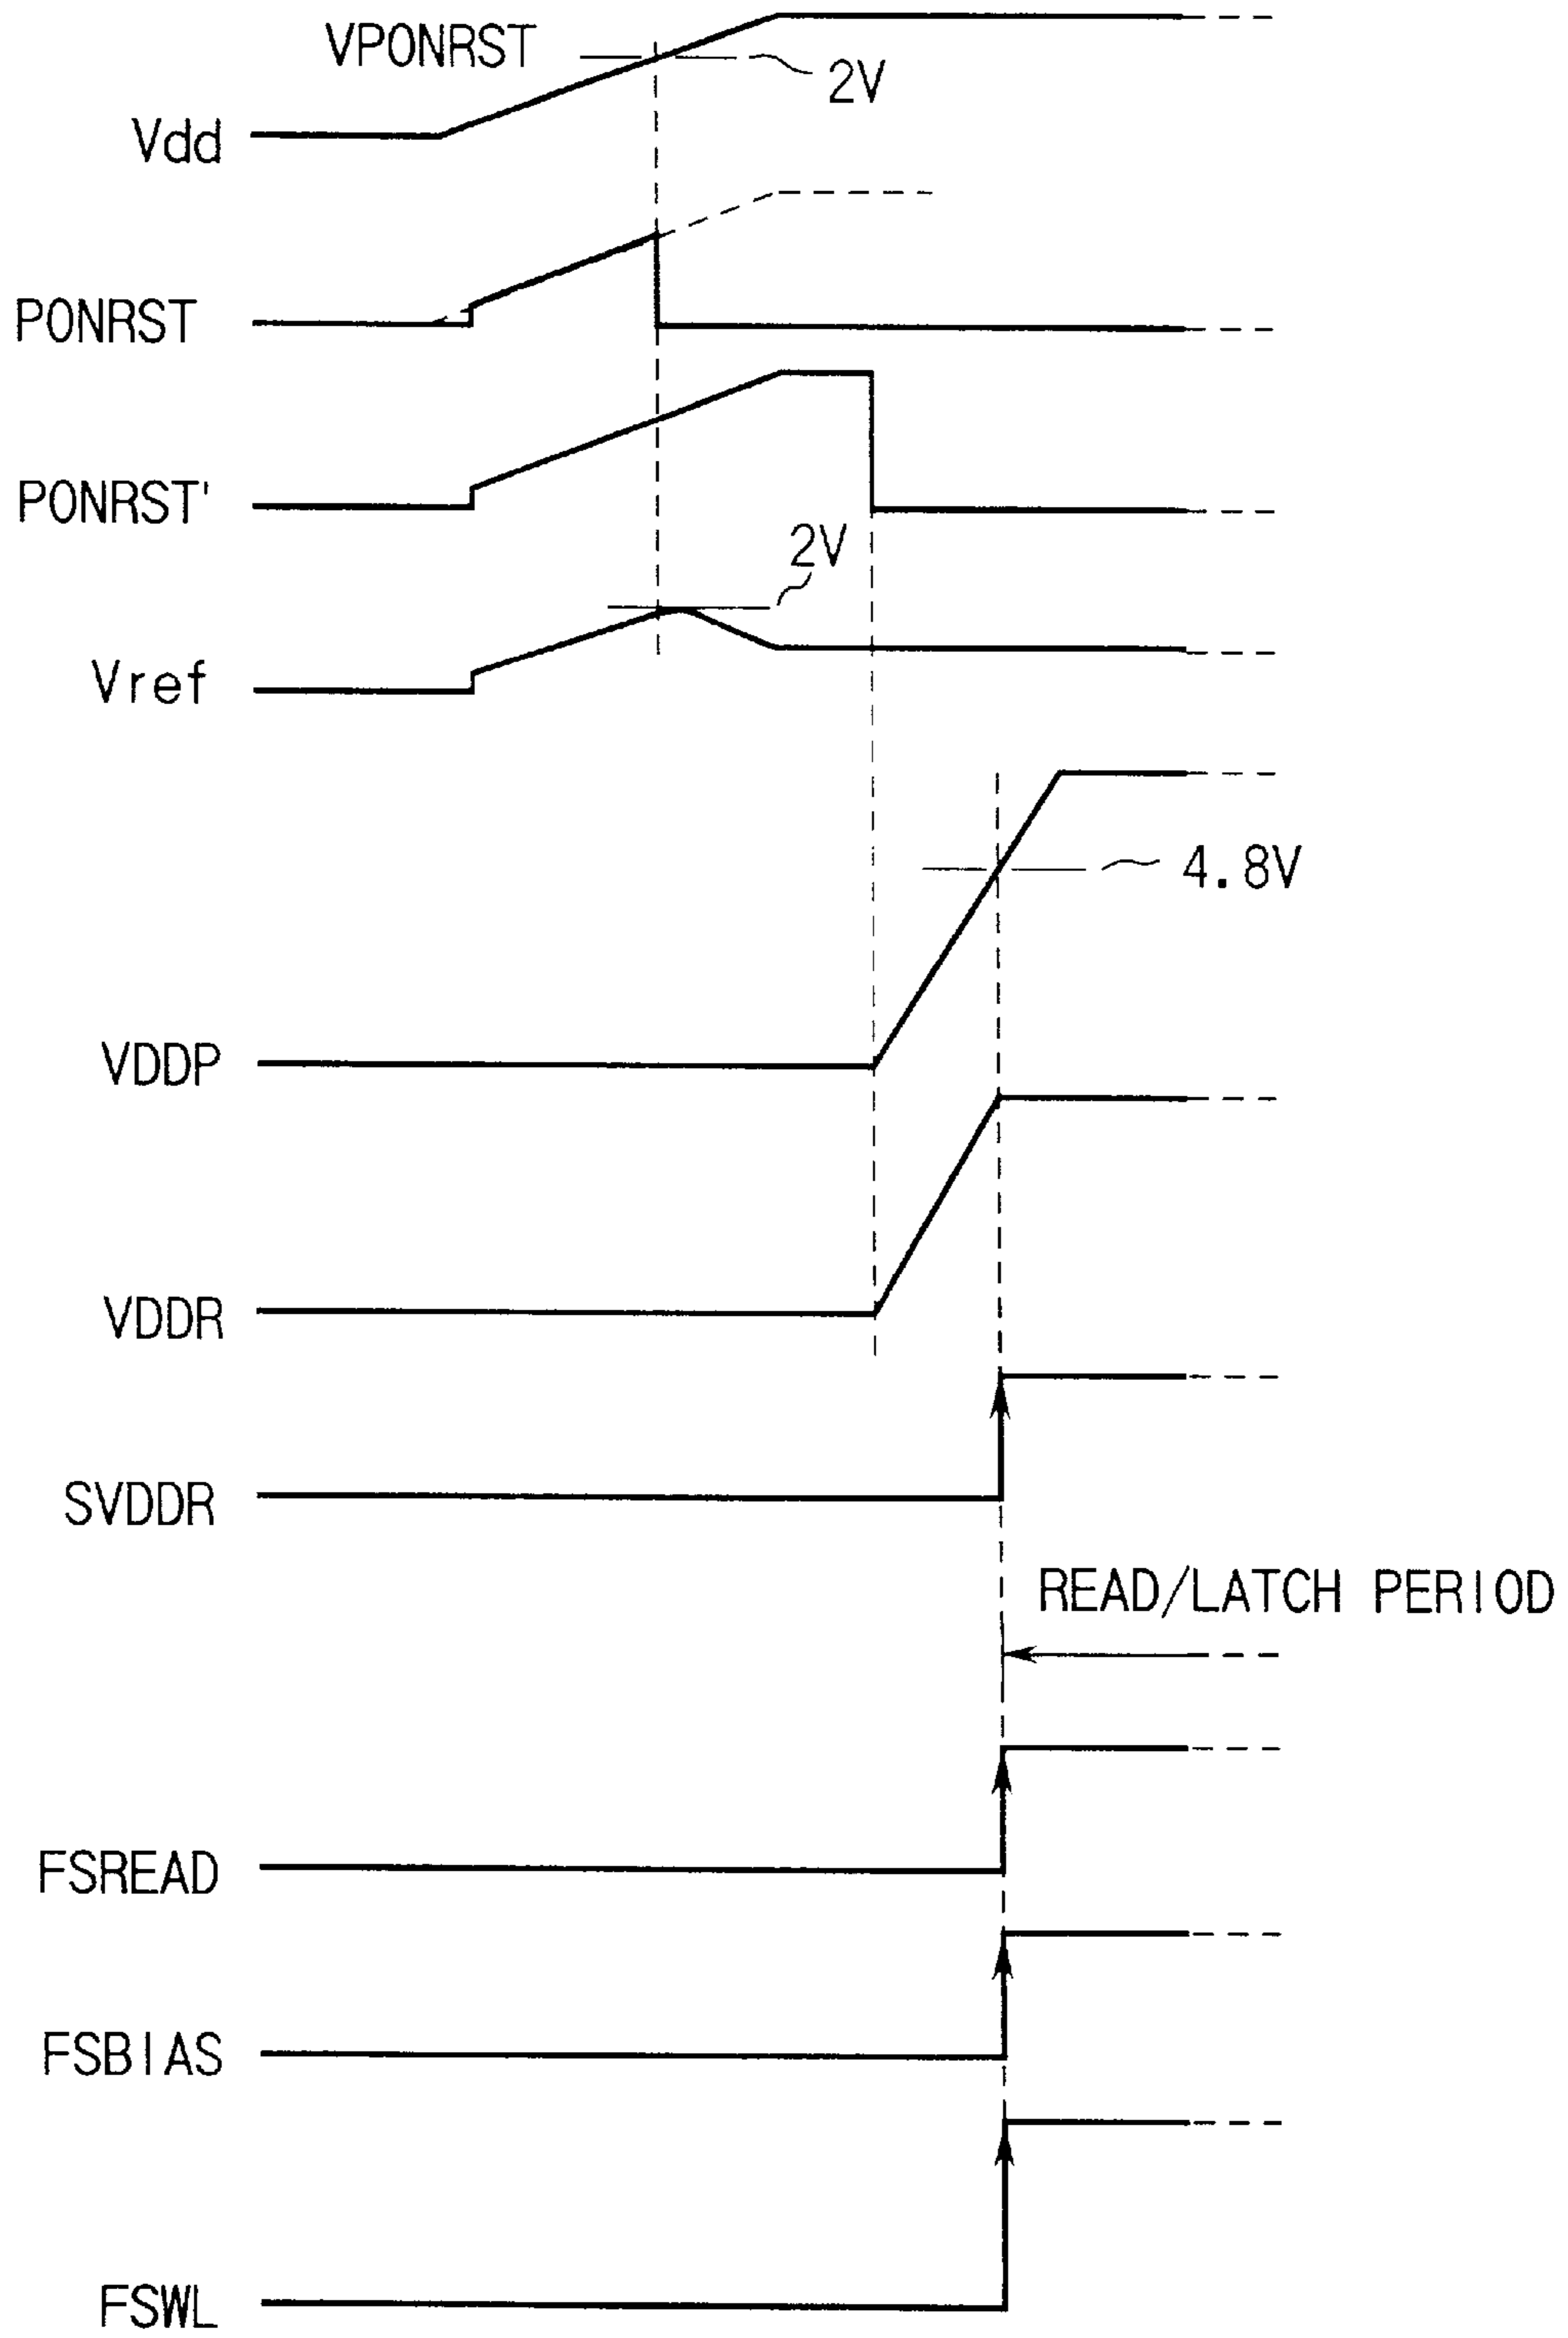 VPONRST
2V
Vdd
PONRST
PONRST'
2V
Vref
4.8V
VDDP
VDDR
SVDDR
READ/LATCH PERIOD
FSREAD
FSBIAS
FSWL